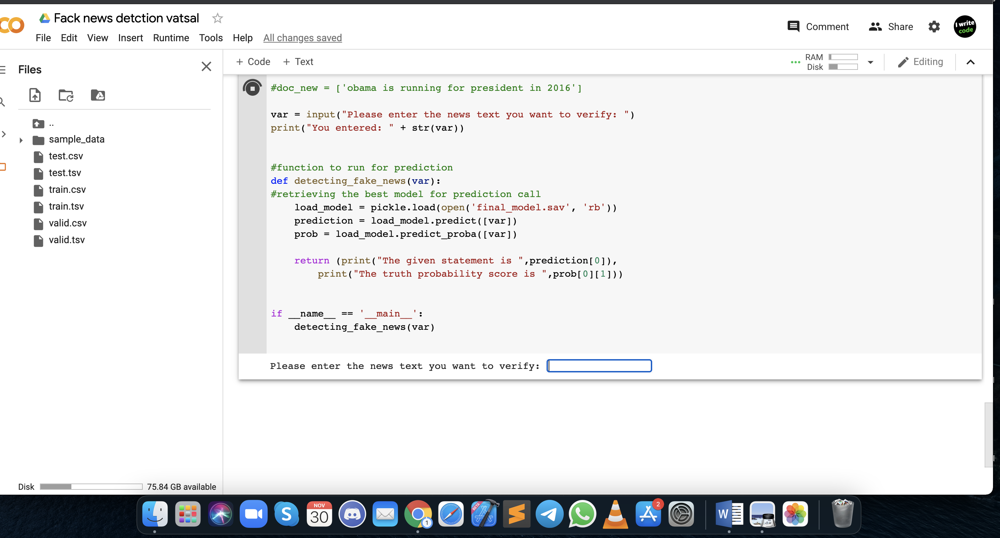 Fack news detction vatsal
File Edit View Insert Runtime Tools Help All changes saved
Comment Share
I write
code
Files
+ Code + Text
RAM
Disk
Editing
..
sample_data
test.csv
test.tsv
train.csv
train.tsv
valid.csv
valid.tsv
Disk 75.84 GB available
#doc_new = ['obama is running for president in 2016']
var = input("Please enter the news text you want to verify: ")
print("You entered: " + str(var))
#function to run for prediction
def detecting_fake_news(var):
#retrieving the best model for prediction call
load_model = pickle.load(open('final_model.sav', 'rb'))
prediction = load_model.predict([var])
prob = load_model.predict_proba([var])
return (print("The given statement is ",prediction[0]),
print("The truth probability score is ",prob[0][1]))
if __name__ == '__main__':
detecting_fake_news(var)
Please enter the news text you want to verify:
NOV
30
S
1
BETA
2
W